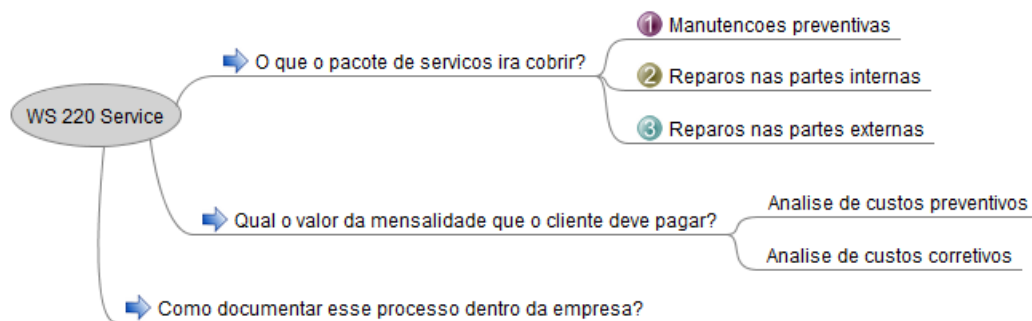 WS 220 Service
O que o pacote de servicos ira cobrir?
1 Manutencoes preventivas
2 Reparos nas partes internas
3 Reparos nas partes externas
Qual o valor da mensalidade que o cliente deve pagar?
Analise de custos preventivos
Analise de custos corretivos
Como documentar esse processo dentro da empresa?